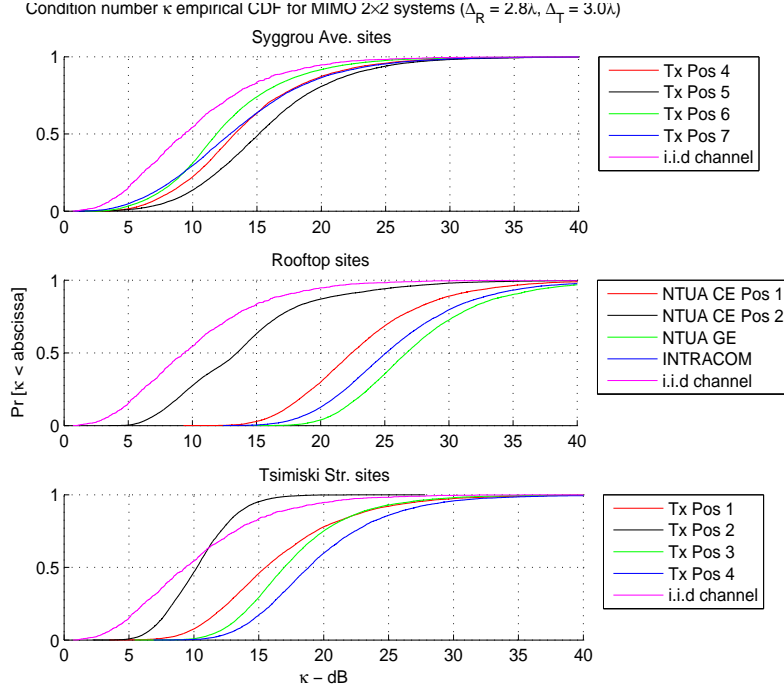 Condition number κ empirical CDF for MIMO 2×2 systems (Δ_R = 2.8λ, Δ_T = 3.0λ)
Syggrou Ave. sites
1
0.5
0
0 5 10 15 20 25 30 35 40
Tx Pos 4
Tx Pos 5
Tx Pos 6
Tx Pos 7
i.i.d channel
Rooftop sites
Pr [κ < abscissa]
1
0.5
0
0 5 10 15 20 25 30 35 40
NTUA CE Pos 1
NTUA CE Pos 2
NTUA GE
INTRACOM
i.i.d channel
Tsimiski Str. sites
1
0.5
0
0 5 10 15 20 25 30 35 40
κ – dB
Tx Pos 1
Tx Pos 2
Tx Pos 3
Tx Pos 4
i.i.d channel